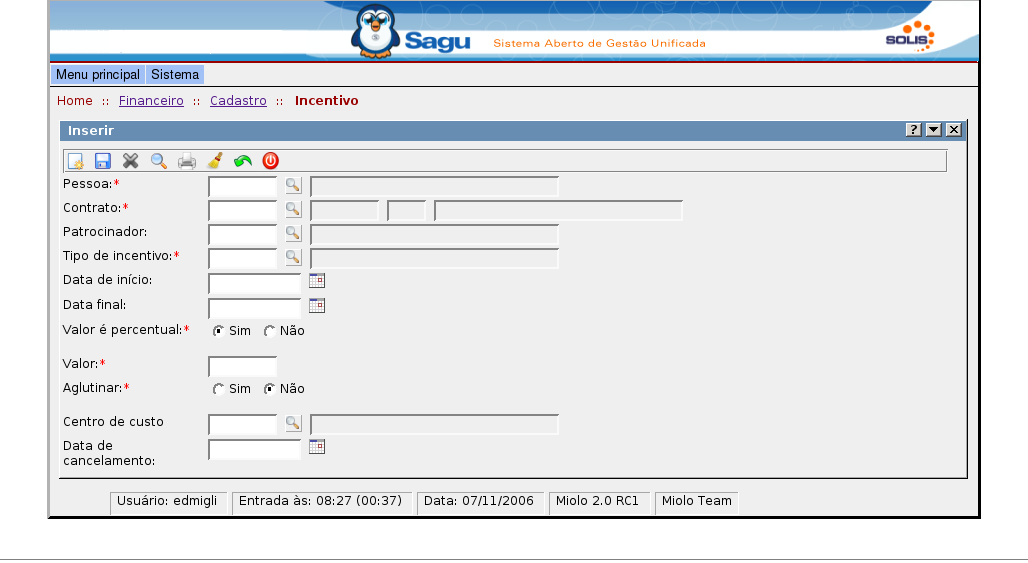 Sagu Sistema Aberto de Gestão Unificada SOLIS
Menu principal Sistema
Home :: Financeiro :: Cadastro :: Incentivo
Inserir ?
Pessoa:*
Contrato:*
Patrocinador:
Tipo de incentivo:*
Data de início:
Data final:
Valor é percentual:* Sim Não
Valor:*
Aglutinar:* Sim Não
Centro de custo
Data de
cancelamento:
Usuário: edmigli Entrada às: 08:27 (00:37) Data: 07/11/2006 Miolo 2.0 RC1 Miolo Team